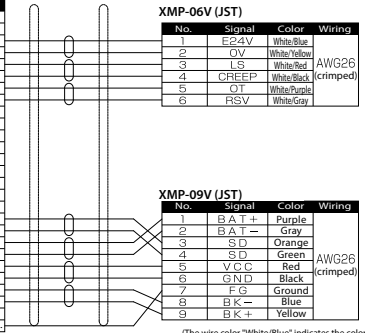 XMP-06V (JST)
No. Signal Color Wiring
1 E24V White/Blue
2 0V White/Yellow
3 LS White/Red AWG26
4 CREEP White/Black (crimped)
5 OT White/Purple
6 RSV White/Gray
XMP-09V (JST)
No. Signal Color Wiring
1 BAT+ Purple
2 BAT− Gray
3 SD Orange
4 SD Green AWG26
5 VCC Red (crimped)
6 GND Black
7 FG Ground
8 BK− Blue
9 BK+ Yellow
(The wire color "White/Blue" indicates the color